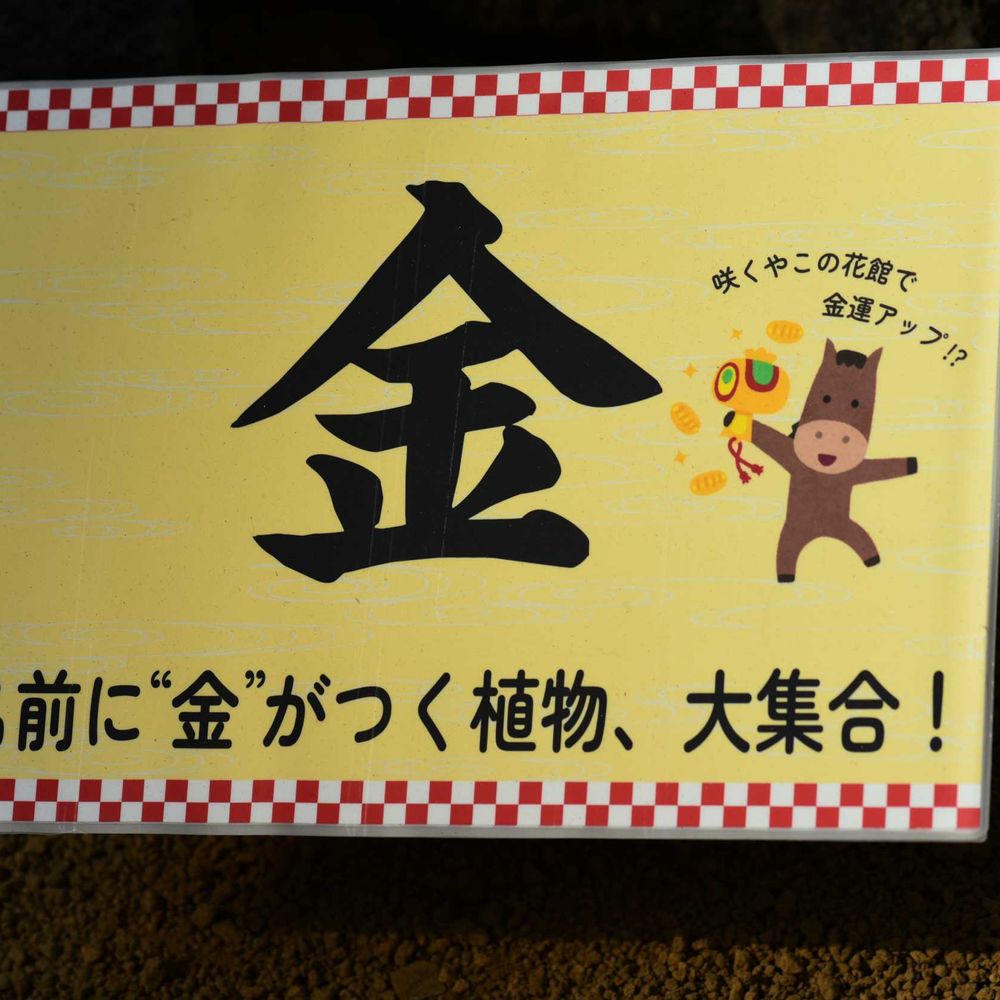 金
咲くやこの花館で
金運アップ!?
前に“金”がつく植物、大集合！